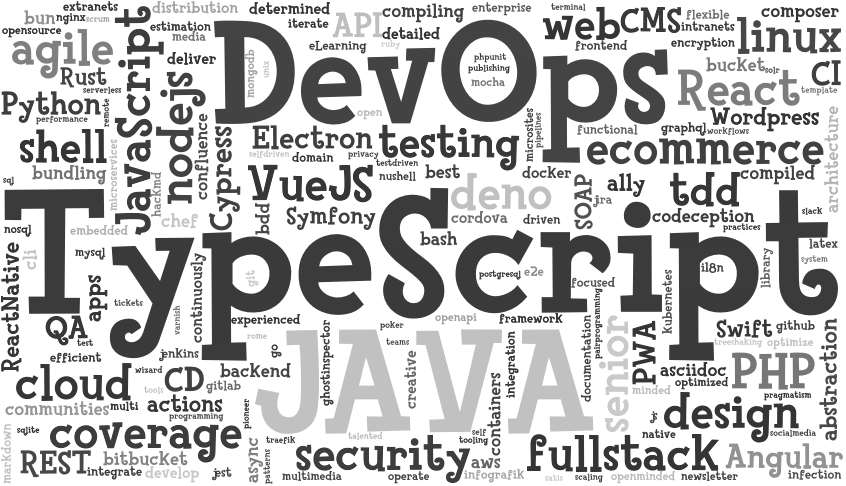 extranets
distribution
determined
compiling
enterprise
terminal
composer
bun
nginx
scrum
iterate
API
webCMS
flexible
intranets
opensource
estimation
media
detailed
ruby
frontend
encryption
linux
agile
JavaScript
deliver
DevOps
eLearning
mongodb
unix
phpunit
publishing
mocha
bucket
solr
CI
Rust
serverless
nodejs
React
template
Python
performance
remote
open
Wordpress
shell
confluence
Cypress
Electron
testing
microsites
pipelines
functional
graphql
workflows
architecture
selfdriven
domain
privacy
testdriven
ecommerce
bundling
microservices
hackmd
VueJS
nushell
best
docker
SOAP
ally
tdd
compiled
sql
chef
bdd
Symfony
deno
cordova
driven
jra
codeception
practices
slack
TypeScript
nosql
embedded
cli
mysql
bash
latex
ReactNative
apps
continuously
git
postgresql
e2e
focused
i18n
library
system
tickets
varnish
kubernetes
QA
test
experienced
poker
openapi
framework
documentation
pairprogramming
senior
PWA
Swift
github
efficient
jenkins
rome
go
JAVA
teams
treeshaking
optimize
abstraction
cloud
wizard
CD
gitlab
backend
ghostinspector
creative
integration
minded
asciidoc
optimized
PHP
pragmatism
tools
communities
multi
actions
programming
pioneer
containers
design
markdown
sqlite
coverage
async
traefik
talented
self
tooling
native
socialmedia
REST
bitbucket
patterns
security
aws
fullstack
Angular
integrate
develop
jest
multimedia
operate
infografik
satis
scaling
openminded
newsletter
infection